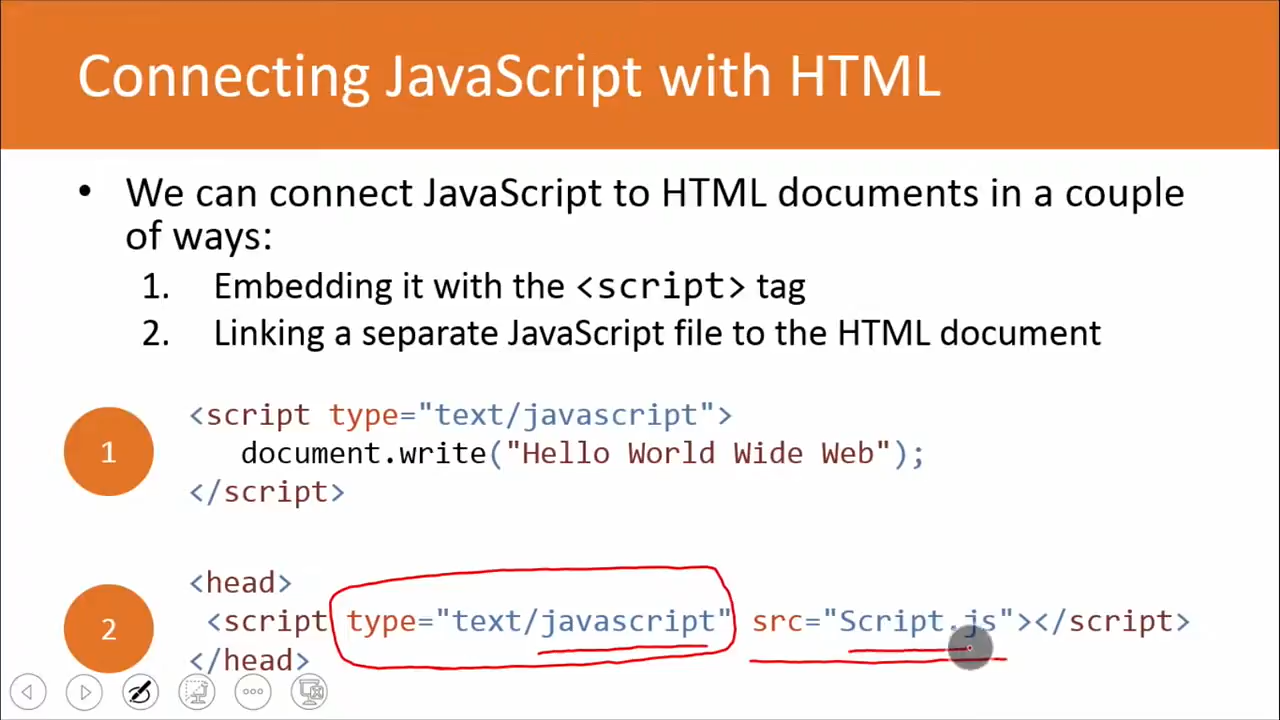 Connecting JavaScript with HTML
• We can connect JavaScript to HTML documents in a couple
of ways:
1. Embedding it with the <script> tag
2. Linking a separate JavaScript file to the HTML document
1
<script type="text/javascript">
document.write("Hello World Wide Web");
</script>
2
<head>
<script type="text/javascript" src="Script.js"></script>
</head>